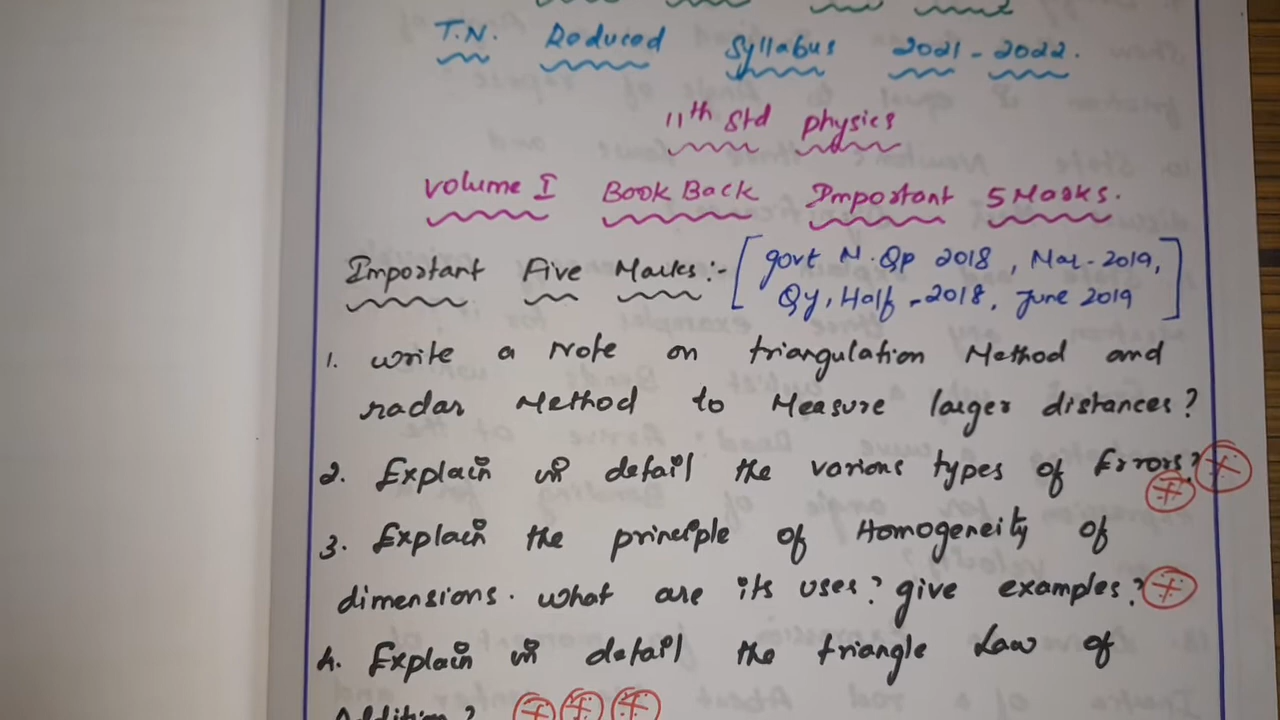 T.N. Reduced Syllabus 2021-2022.
11th Std physics
Volume I Book Back Important 5 Marks.
Important Five Marks:- [govt M.Qp 2018, Mar-2019,
Qy, Half-2018, June 2019]
1. write a Note on triangulation Method and
radar Method to Measure larger distances?
2. Explain in detail the various types of Errors?
3. Explain the principle of Homogeneity of
dimensions. what are its uses? give examples?
4. Explain in detail the triangle Law of
Addition?